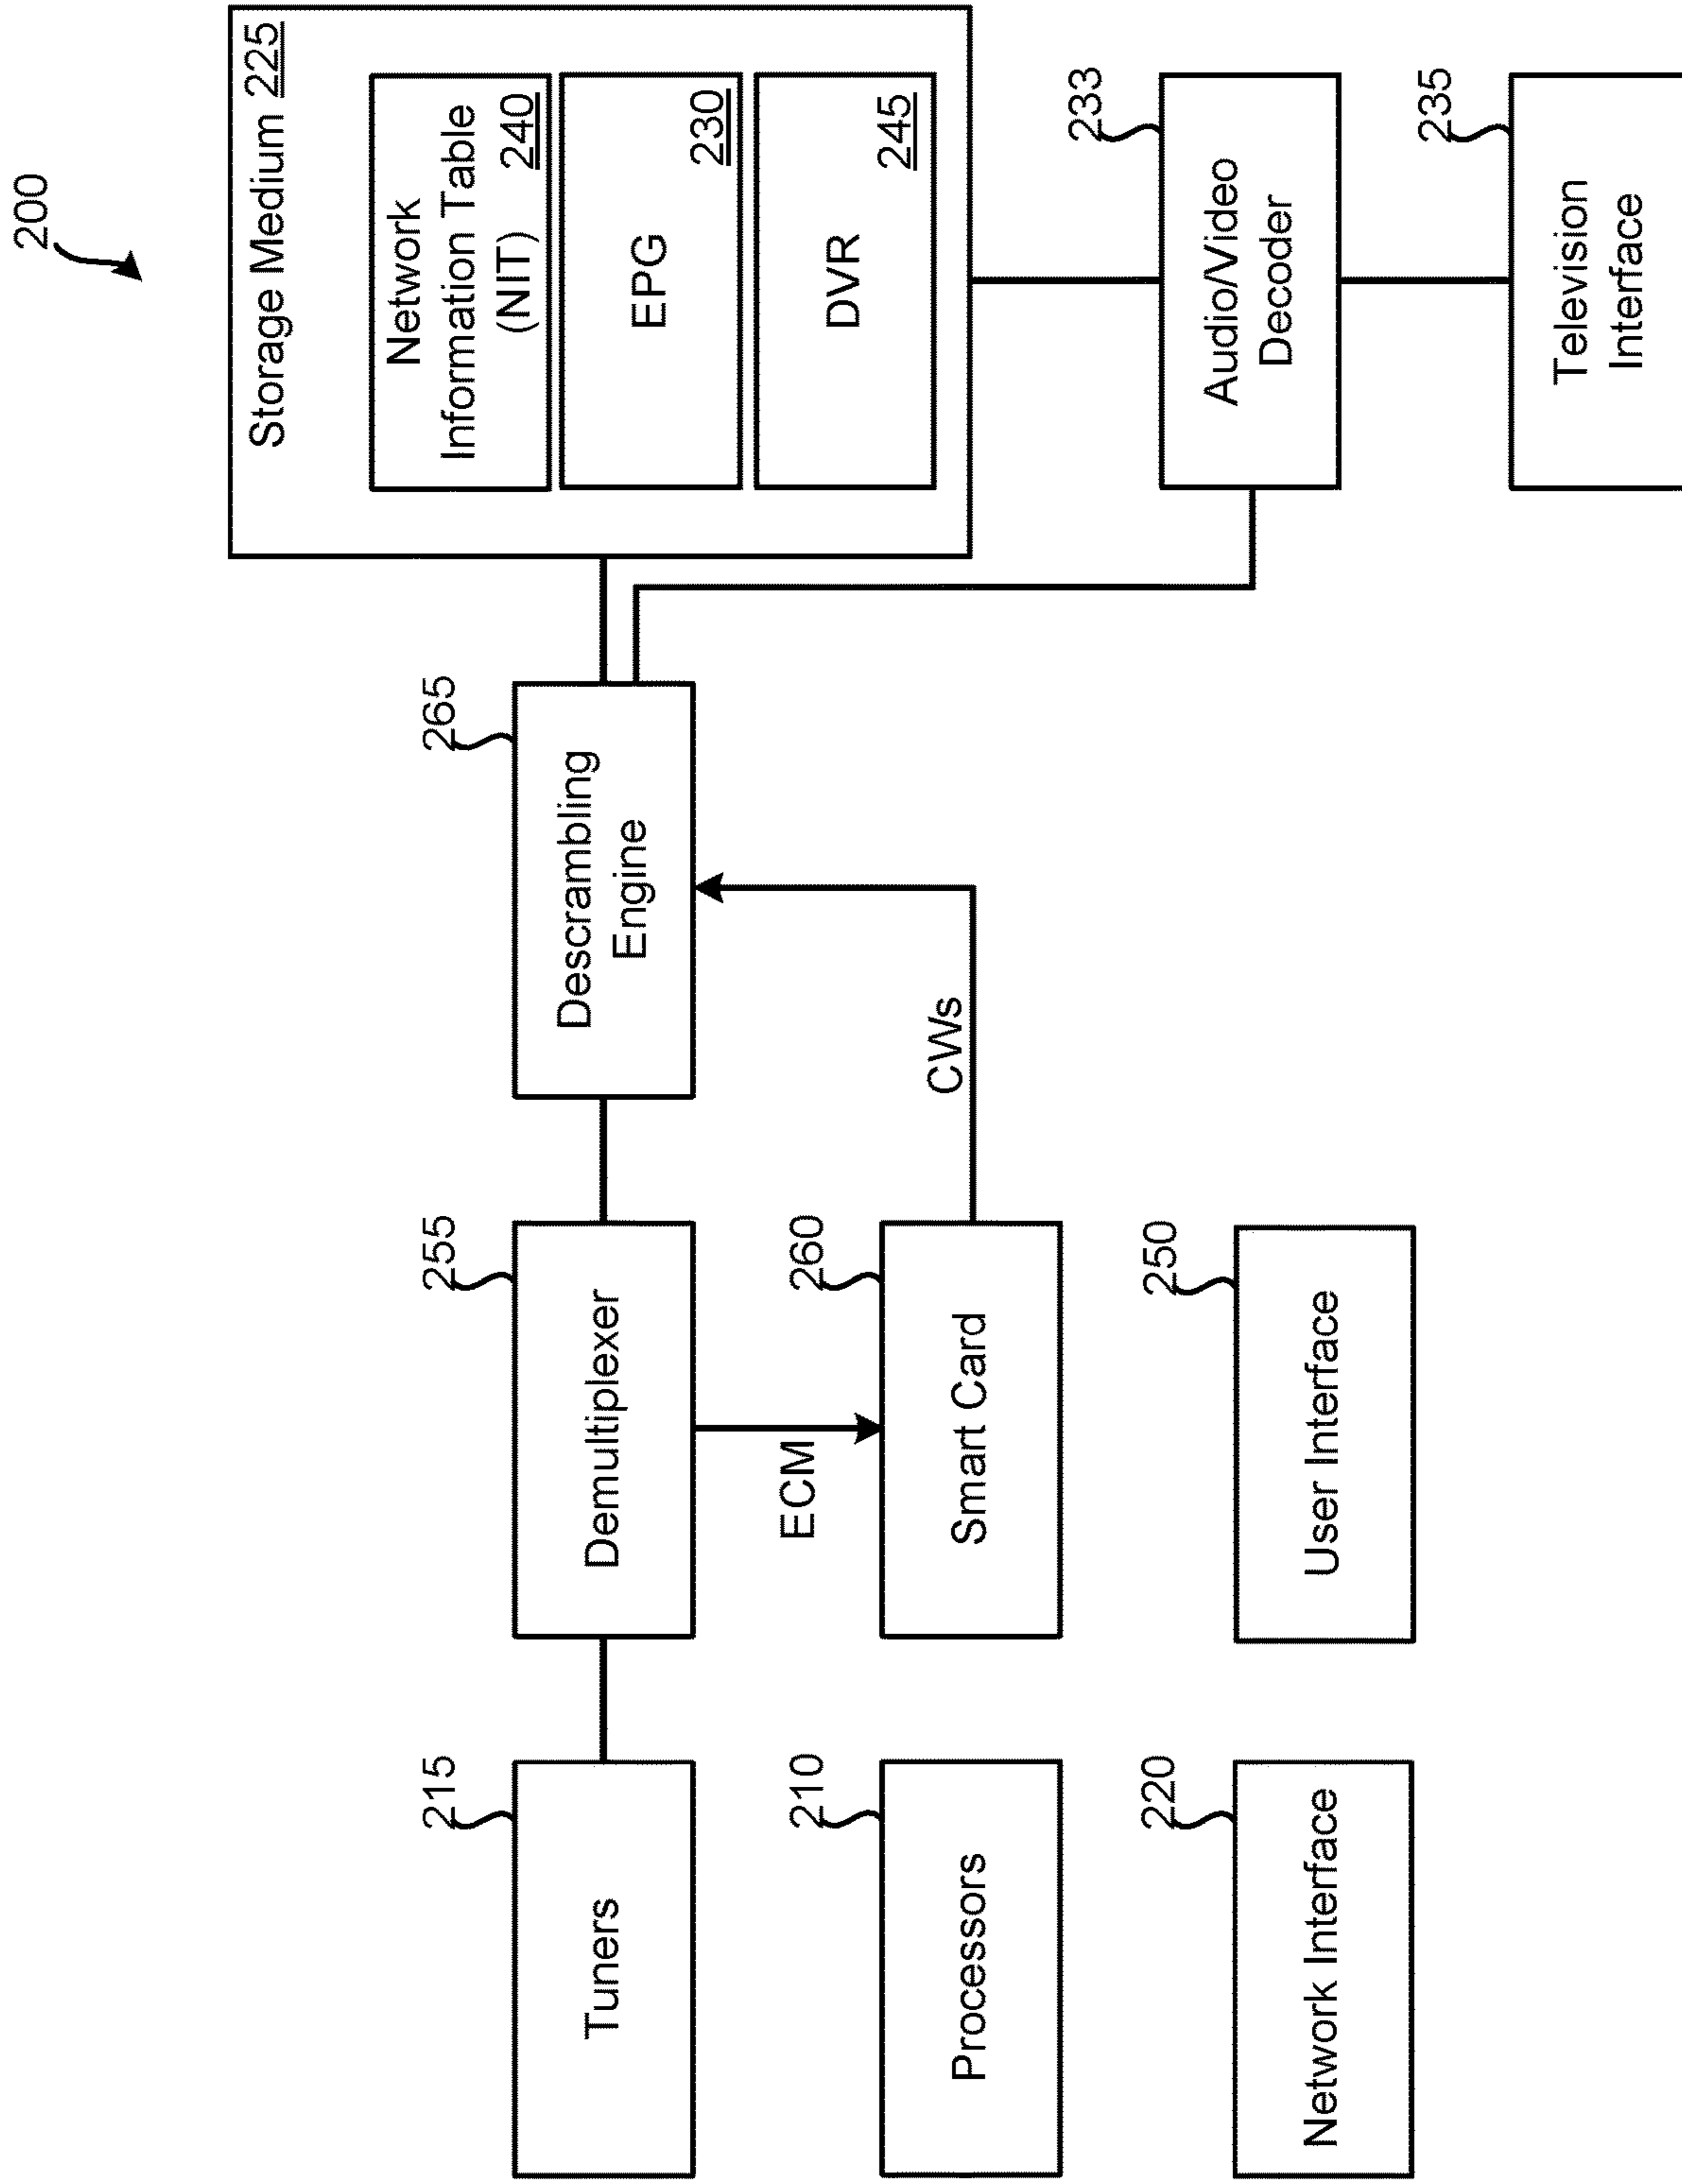 200
215
Tuners
255
Demultiplexer
265
Descrambling
Engine
Storage Medium 225
Network
Information Table
(NIT) 240
EPG
230
DVR
245
ECM
CWs
210
Processors
260
Smart Card
233
Audio/Video
Decoder
220
Network Interface
250
User Interface
235
Television
Interface